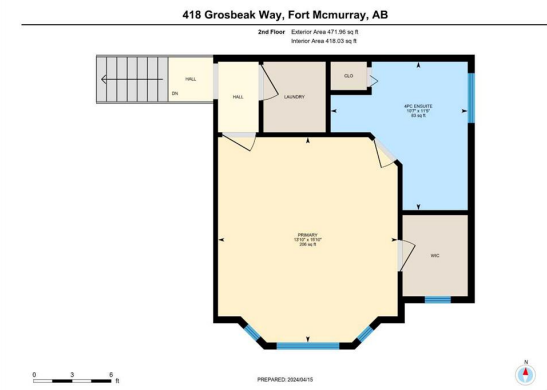 418 Grosbeak Way, Fort Mcmurray, AB
2nd Floor Exterior Area 471.96 sq ft
Interior Area 418.03 sq ft
HALL
DN
HALL
LAUNDRY
CLO
4PC ENSUITE
10'7" x 11'5"
93 sq ft
PRIMARY
13'10" x 15'10"
206 sq ft
WIC
0 3 6
ft
PREPARED: 2024/04/15
N